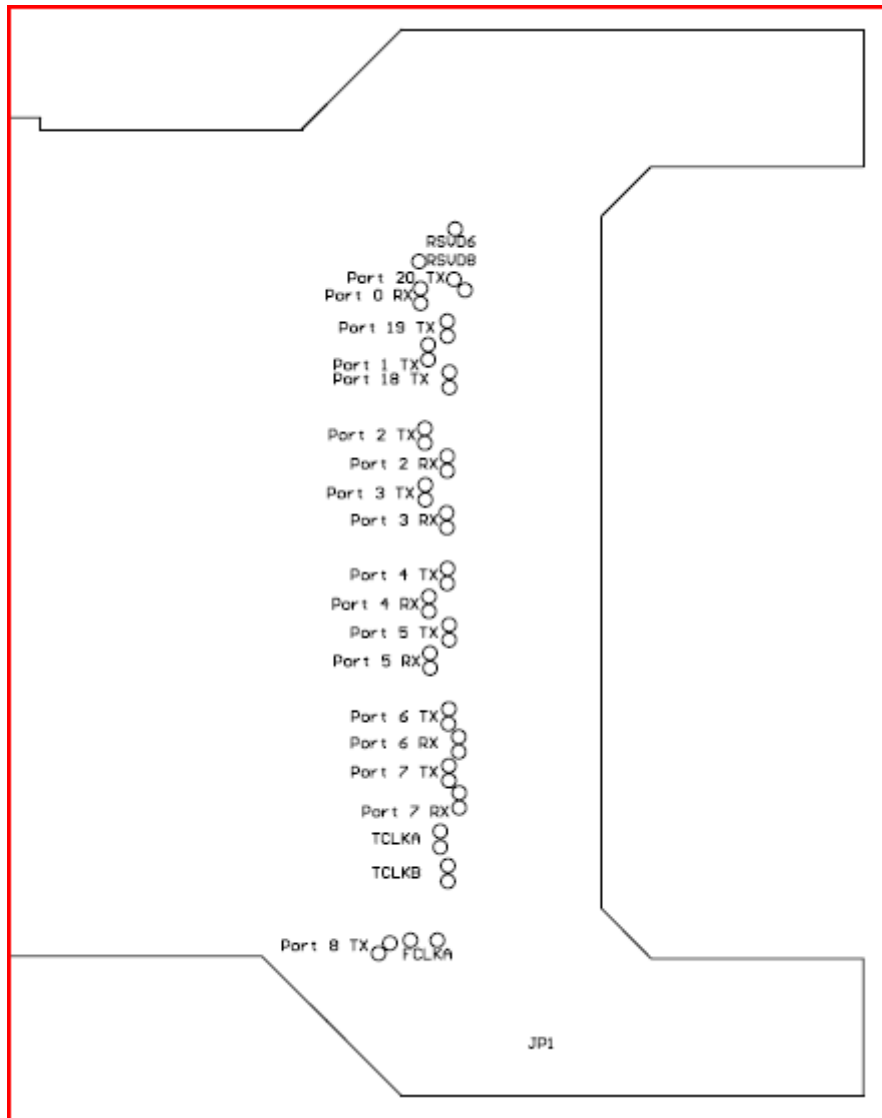 RSVD6
RSVD8
Port 20 TX
Port 0 RX
Port 19 TX
Port 1 TX
Port 18 TX
Port 2 TX
Port 2 RX
Port 3 TX
Port 3 RX
Port 4 TX
Port 4 RX
Port 5 TX
Port 5 RX
Port 6 TX
Port 6 RX
Port 7 TX
Port 7 RX
TCLKA
TCLKB
Port 8 TX
FCLKA
JP1